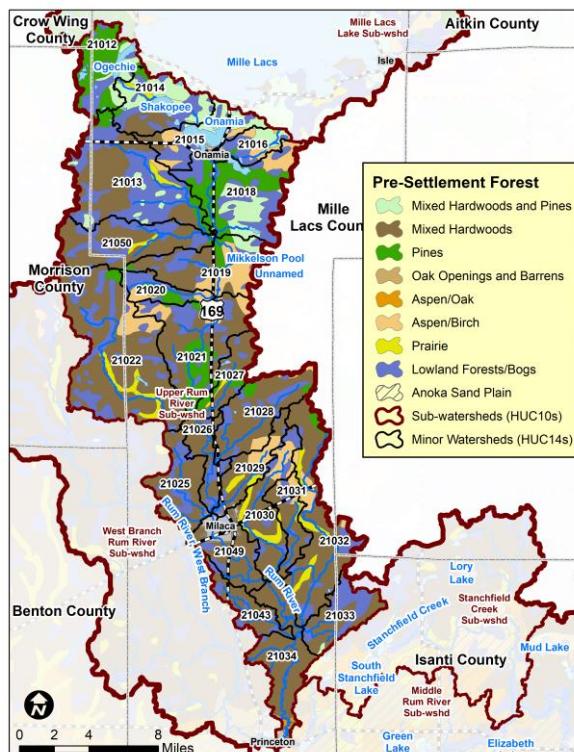 Crow Wing
County
21012
Ogechie
21014
Shakopee
Mille Lacs
Lake Sub-wshd
Aitkin County
Mille Lacs
Isle
Onamia
21015
Onamia
21016
21013
21018
Mille
Lacs County
21050
Mikkelson Pool
Unnamed
Morrison
County
21020
21019
169
21022
21021
21027
Upper Rum
River
Sub-wshd
21026
21028
21025
21029
21031
21030
Milaca
21049
21032
Rum River West Branch
Rum River
West Branch
Rum River
Sub-wshd
Benton County
21043
21033
21034
Princeton
Lory
Lake
Stanchfield Creek
Stanchfield
Creek
Sub-wshd
Mud Lake
Isanti County
South
Stanchfield
Lake
Middle
Rum River
Sub-wshd
Green
Lake
Elizabeth
Pre-Settlement Forest
Mixed Hardwoods and Pines
Mixed Hardwoods
Pines
Oak Openings and Barrens
Aspen/Oak
Aspen/Birch
Prairie
Lowland Forests/Bogs
Anoka Sand Plain
Sub-watersheds (HUC10s)
Minor Watersheds (HUC14s)
N
0 2 4 8
Miles